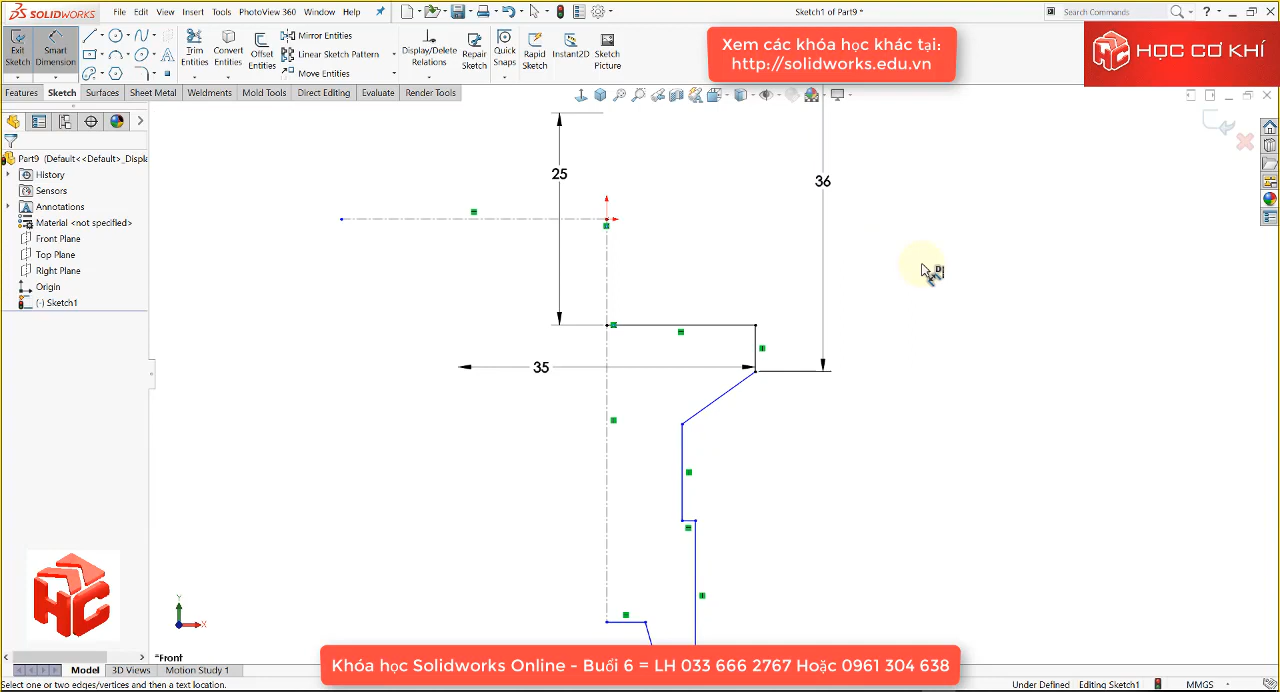 SOLIDWORKS
File Edit View Insert Tools PhotoView 360 Window Help
Sketch1 of Part9 *
Search Commands
Exit Sketch
Smart Dimension
Trim Entities
Convert Entities
Offset Entities
Mirror Entities
Linear Sketch Pattern
Move Entities
Display/Delete Relations
Repair Sketch
Quick Snaps
Rapid Sketch
Instant2D
Sketch Picture
Xem các khóa học khác tại:
http://solidworks.edu.vn
HỌC CƠ KHÍ
Features Sketch Surfaces Sheet Metal Weldments Mold Tools Direct Editing Evaluate Render Tools
Part9 (Default<<Default>_Displa
History
Sensors
Annotations
Material <not specified>
Front Plane
Top Plane
Right Plane
Origin
(-) Sketch1
25
36
35
Y
X
*Front
Model 3D Views Motion Study 1
Khóa học Solidworks Online - Buổi 6 = LH 033 666 2767 Hoặc 0961 304 638
Select one or two edges/vertices and then a text location.
Under Defined Editing Sketch1 MMGS